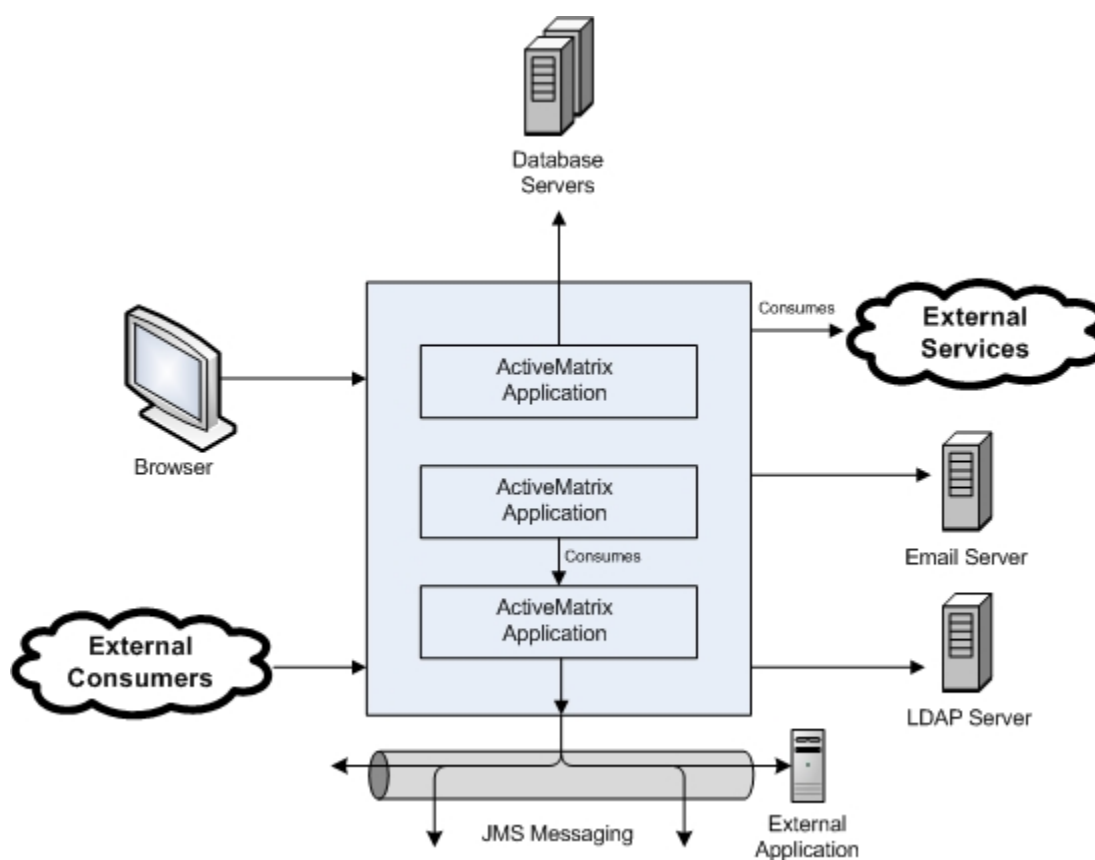 Database
Servers
Consumes
External
Services
ActiveMatrix
Application
Browser
ActiveMatrix
Application
Consumes
Email Server
ActiveMatrix
Application
External
Consumers
LDAP Server
JMS Messaging
External
Application